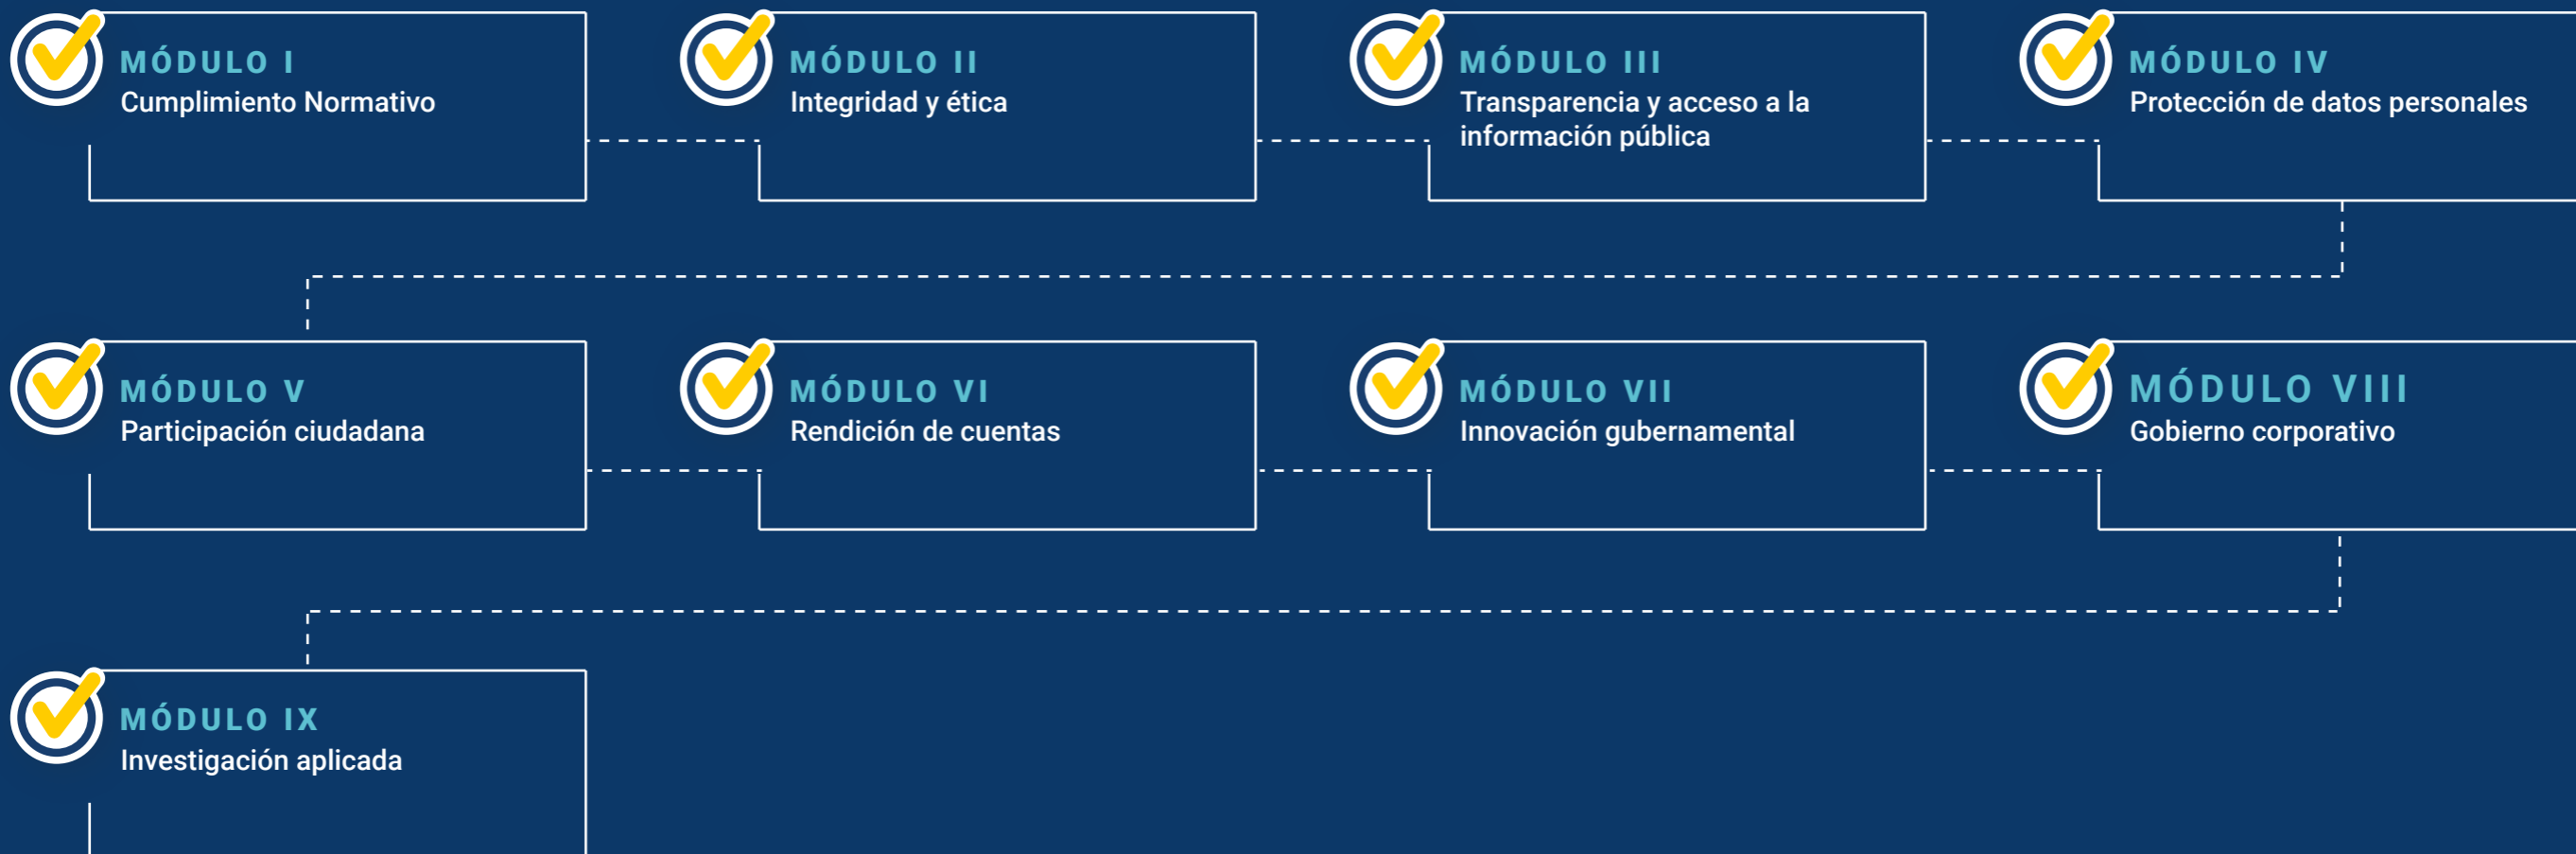 MÓDULO I
Cumplimiento Normativo
MÓDULO II
Integridad y ética
MÓDULO III
Transparencia y acceso a la
información pública
MÓDULO IV
Protección de datos personales
MÓDULO V
Participación ciudadana
MÓDULO VI
Rendición de cuentas
MÓDULO VII
Innovación gubernamental
MÓDULO VIII
Gobierno corporativo
MÓDULO IX
Investigación aplicada